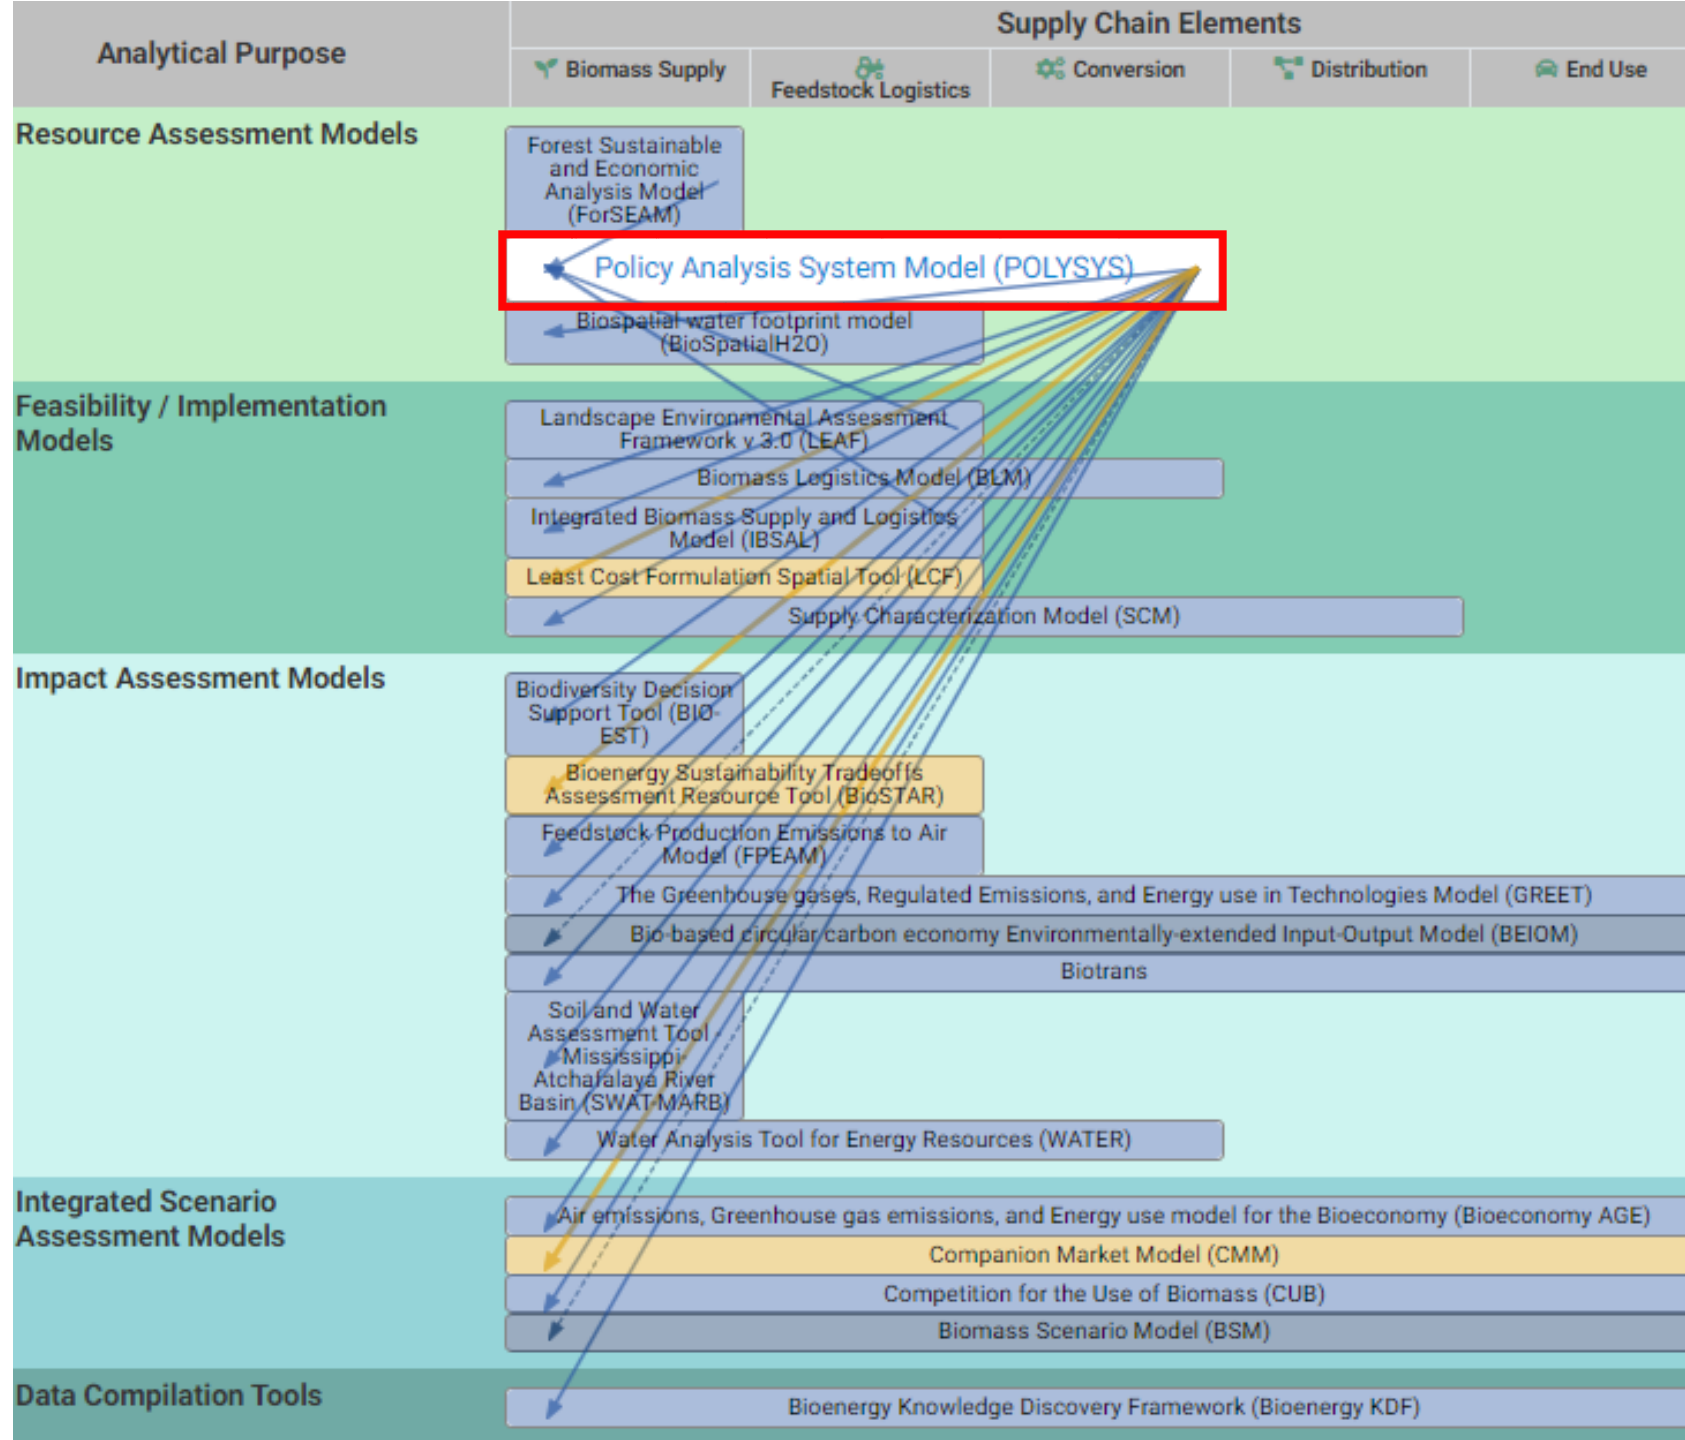 Analytical Purpose
Supply Chain Elements
Biomass Supply
Feedstock Logistics
Conversion
Distribution
End Use
Resource Assessment Models
Forest Sustainable
and Economic
Analysis Model
(ForSEAM)
Policy Analysis System Model (POLYSYS)
Biospatial water footprint model
(BioSpatialH2O)
Feasibility / Implementation
Models
Landscape Environmental Assessment
Framework v 3.0 (LEAF)
Biomass Logistics Model (BLM)
Integrated Biomass Supply and Logistics
Model (IBSAL)
Least Cost Formulation Spatial Tool (LCF)
Supply Characterization Model (SCM)
Impact Assessment Models
Biodiversity Decision
Support Tool (BIO-
EST)
Bioenergy Sustainability Tradeoffs
Assessment Resource Tool (BioSTAR)
Feedstock Production Emissions to Air
Model (FPEAM)
The Greenhouse gases, Regulated Emissions, and Energy use in Technologies Model (GREET)
Bio-based circular carbon economy Environmentally-extended Input-Output Model (BEIOM)
Biotrans
Soil and Water
Assessment Tool -
Mississippi-
Atchafalaya River
Basin (SWAT-MARB)
Water Analysis Tool for Energy Resources (WATER)
Integrated Scenario
Assessment Models
Air emissions, Greenhouse gas emissions, and Energy use model for the Bioeconomy (Bioeconomy AGE)
Companion Market Model (CMM)
Competition for the Use of Biomass (CUB)
Biomass Scenario Model (BSM)
Data Compilation Tools
Bioenergy Knowledge Discovery Framework (Bioenergy KDF)